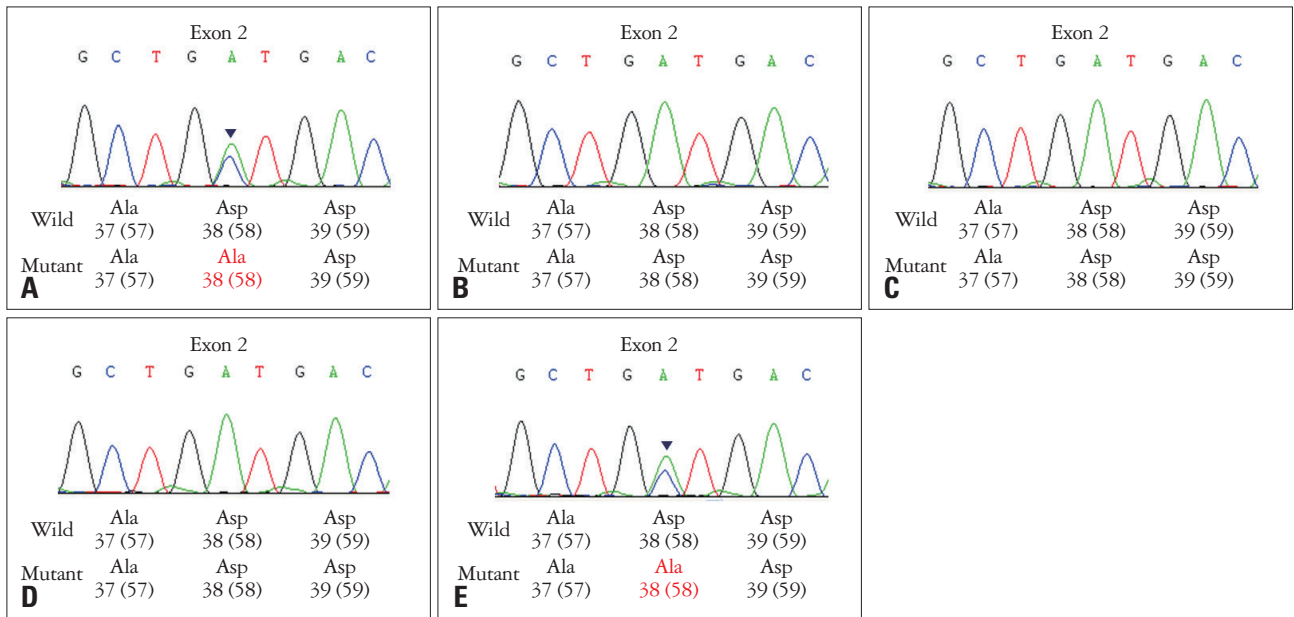 Exon 2
G C T G A T G A C
Wild Ala Asp Asp
37 (57) 38 (58) 39 (59)
Mutant Ala Ala Asp
37 (57) 38 (58) 39 (59)
A
Exon 2
G C T G A T G A C
Wild Ala Asp Asp
37 (57) 38 (58) 39 (59)
Mutant Ala Asp Asp
37 (57) 38 (58) 39 (59)
B
Exon 2
G C T G A T G A C
Wild Ala Asp Asp
37 (57) 38 (58) 39 (59)
Mutant Ala Asp Asp
37 (57) 38 (58) 39 (59)
C
Exon 2
G C T G A T G A C
Wild Ala Asp Asp
37 (57) 38 (58) 39 (59)
Mutant Ala Asp Asp
37 (57) 38 (58) 39 (59)
D
Exon 2
G C T G A T G A C
Wild Ala Asp Asp
37 (57) 38 (58) 39 (59)
Mutant Ala Ala Asp
37 (57) 38 (58) 39 (59)
E